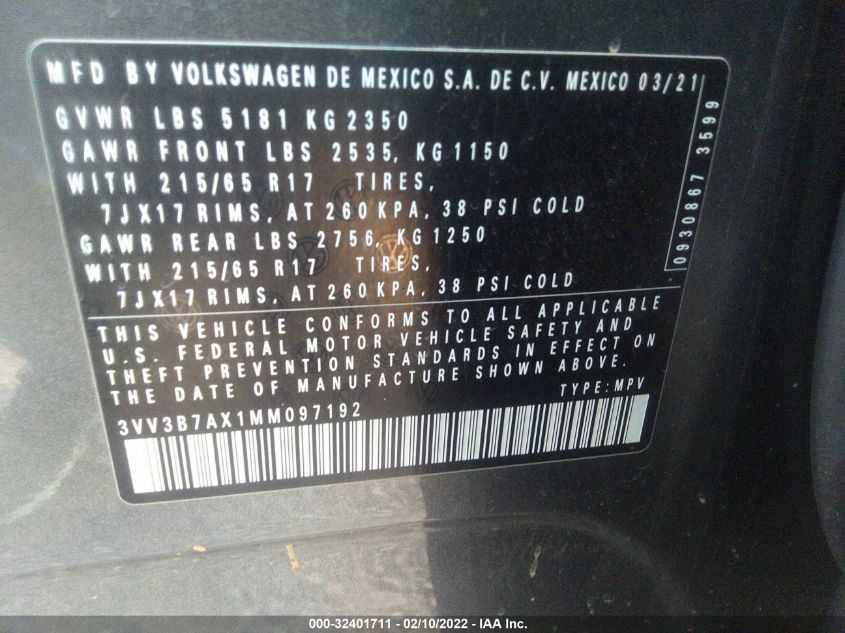 MFD BY VOLKSWAGEN DE MEXICO S.A. DE C.V. MEXICO 03/21
GVWR LBS 5181 KG 2350
GAWR FRONT LBS 2535, KG 1150
WITH 215/65 R17 TIRES,
7JX17 RIMS, AT 260 KPA, 38 PSI COLD
GAWR REAR LBS 2756, KG 1250
WITH 215/65 R17 TIRES,
7JX17 RIMS, AT 260 KPA, 38 PSI COLD
0930867 3599
THIS VEHICLE CONFORMS TO ALL APPLICABLE
U.S. FEDERAL MOTOR VEHICLE SAFETY AND
THEFT PREVENTION STANDARDS IN EFFECT ON
THE DATE OF MANUFACTURE SHOWN ABOVE.
TYPE: MPV
3VV3B7AX1MM097192
000-32401711 - 02/10/2022 - IAA Inc.